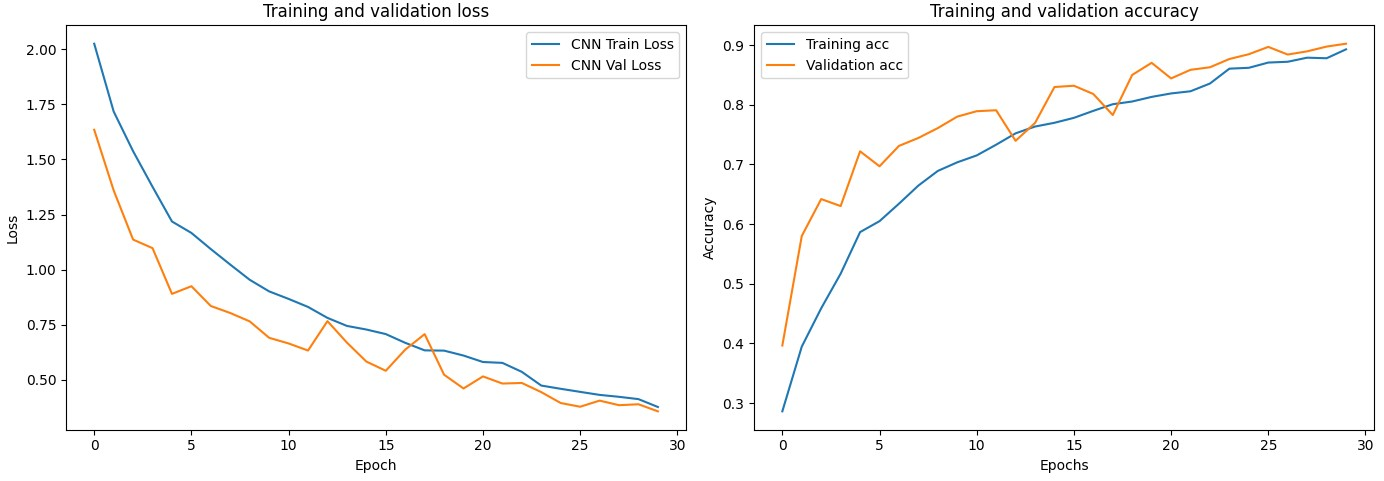 Training and validation loss
CNN Train Loss
CNN Val Loss
2.00
1.75
1.50
1.25
1.00
0.75
0.50
Loss
0 5 10 15 20 25 30
Epoch
Training and validation accuracy
Training acc
Validation acc
0.9
0.8
0.7
0.6
0.5
0.4
0.3
Accuracy
0 5 10 15 20 25 30
Epochs